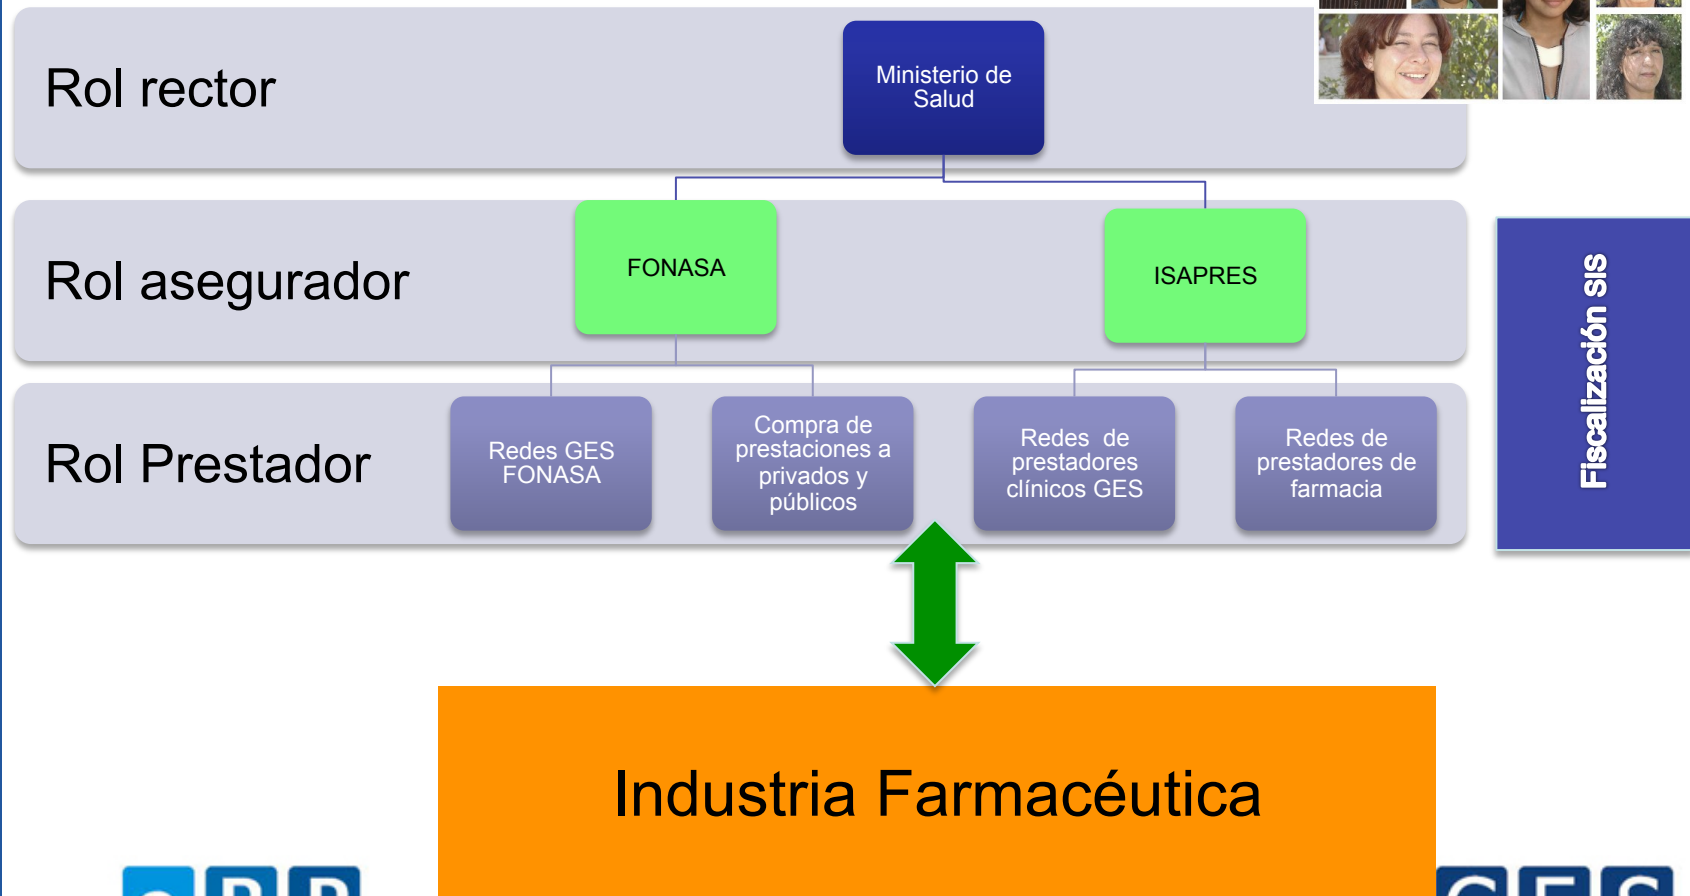 Rol rector
Ministerio de
Salud
Rol asegurador
FONASA
ISAPRES
Rol Prestador
Redes GES
FONASA
Compra de
prestaciones a
privados y
públicos
Redes de
prestadores
clínicos GES
Redes de
prestadores de
farmacia
Fiscalización SIS
Industria Farmacéutica
GES